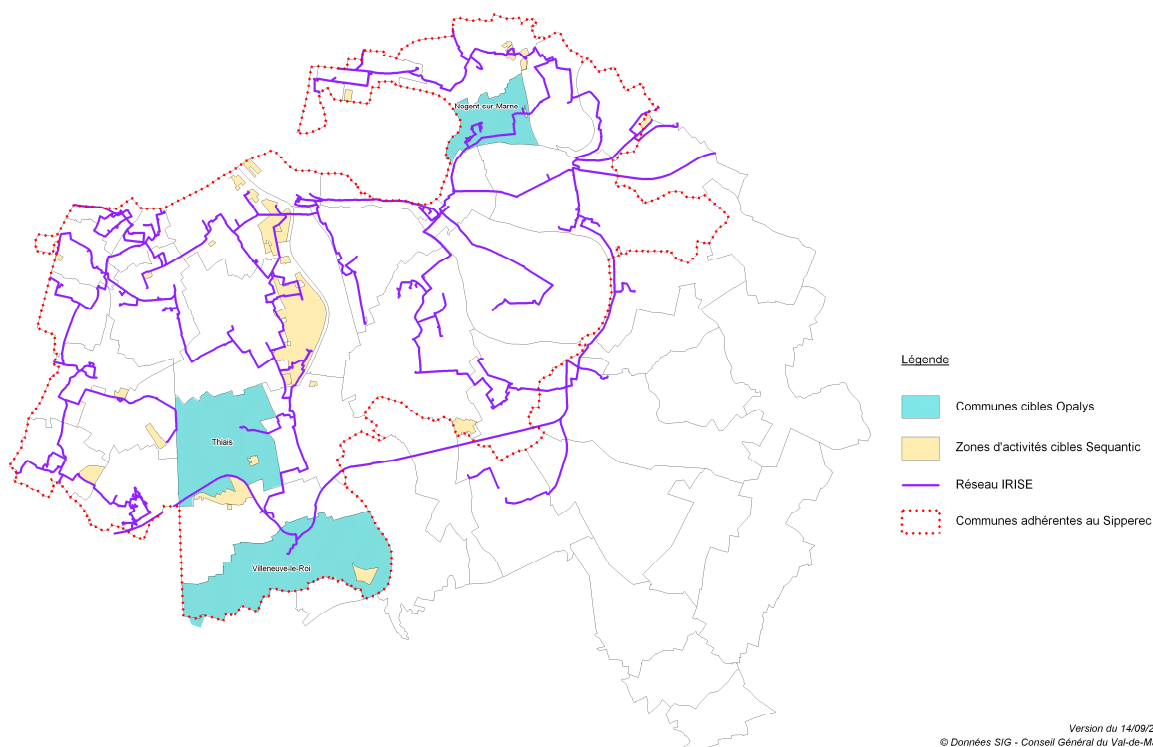 Nogent-sur-Marne
Thiais
Villeneuve-le-Roi
Légende
Communes cibles Opalys
Zones d'activités cibles Sequantic
Réseau IRISE
Communes adhérentes au Sipperec
Version du 14/09/2
© Données SIG - Conseil Général du Val-de-Ma